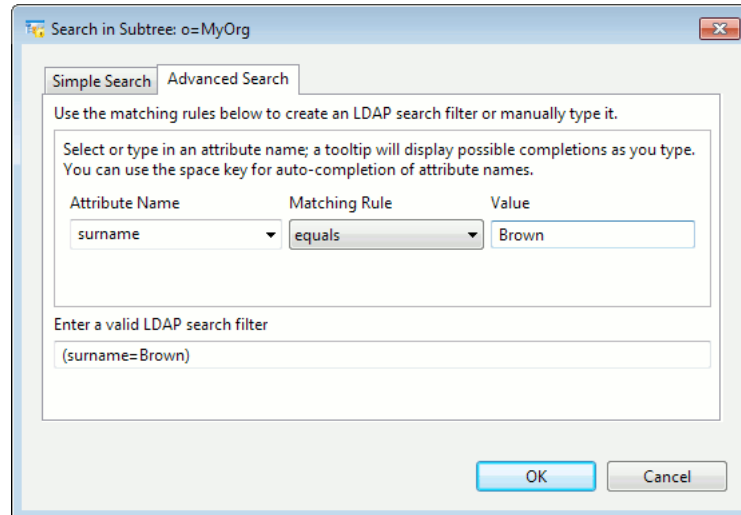 Search in Subtree: o=MyOrg
Simple Search Advanced Search
Use the matching rules below to create an LDAP search filter or manually type it.
Select or type in an attribute name; a tooltip will display possible completions as you type.
You can use the space key for auto-completion of attribute names.
Attribute Name Matching Rule Value
surname equals Brown
Enter a valid LDAP search filter
(surname=Brown)
OK Cancel